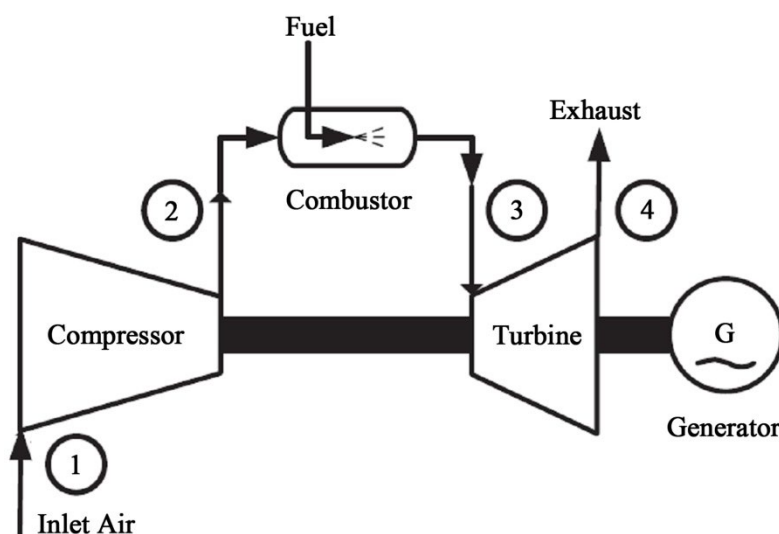 Fuel
Exhaust
2
Combustor
3
4
Compressor
Turbine
G
Generator
1
Inlet Air